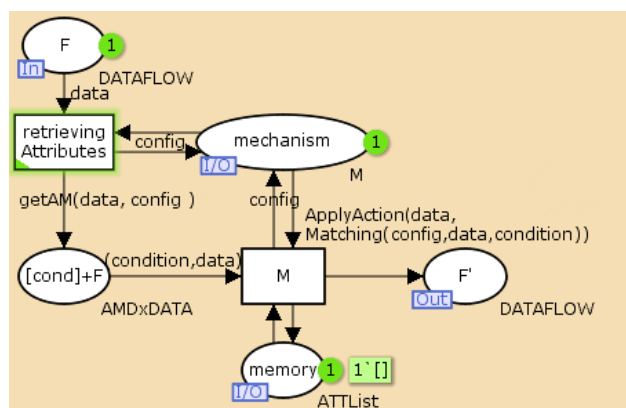 F
1
In
DATAFLOW
data
retrieving
Attributes
config
mechanism
1
I/O
M
getAM(data, config )
config
ApplyAction(data,
Matching(config,data,condition))
(condition,data)
[cond]+F
M
F'
Out
AMDxDATA
DATAFLOW
memory
1
1`[]
I/O
ATTList